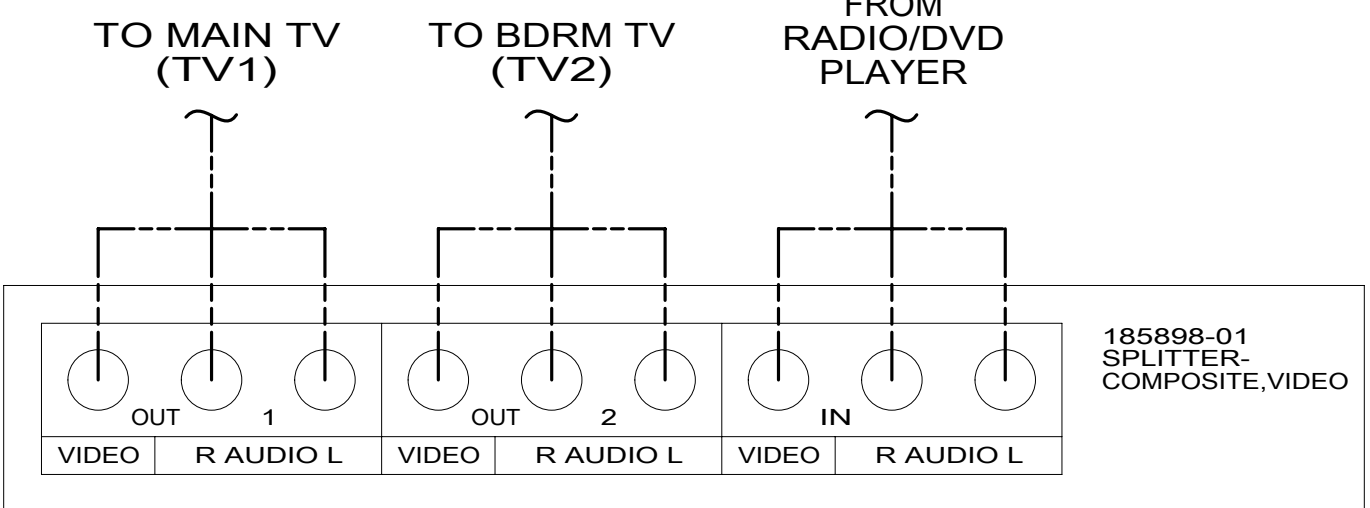 TO MAIN TV
(TV1)
TO BDRM TV
(TV2)
FROM
RADIO/DVD
PLAYER
185898-01
SPLITTER-
COMPOSITE,VIDEO
OUT 1
OUT 2
IN
VIDEO R AUDIO L VIDEO R AUDIO L VIDEO R AUDIO L